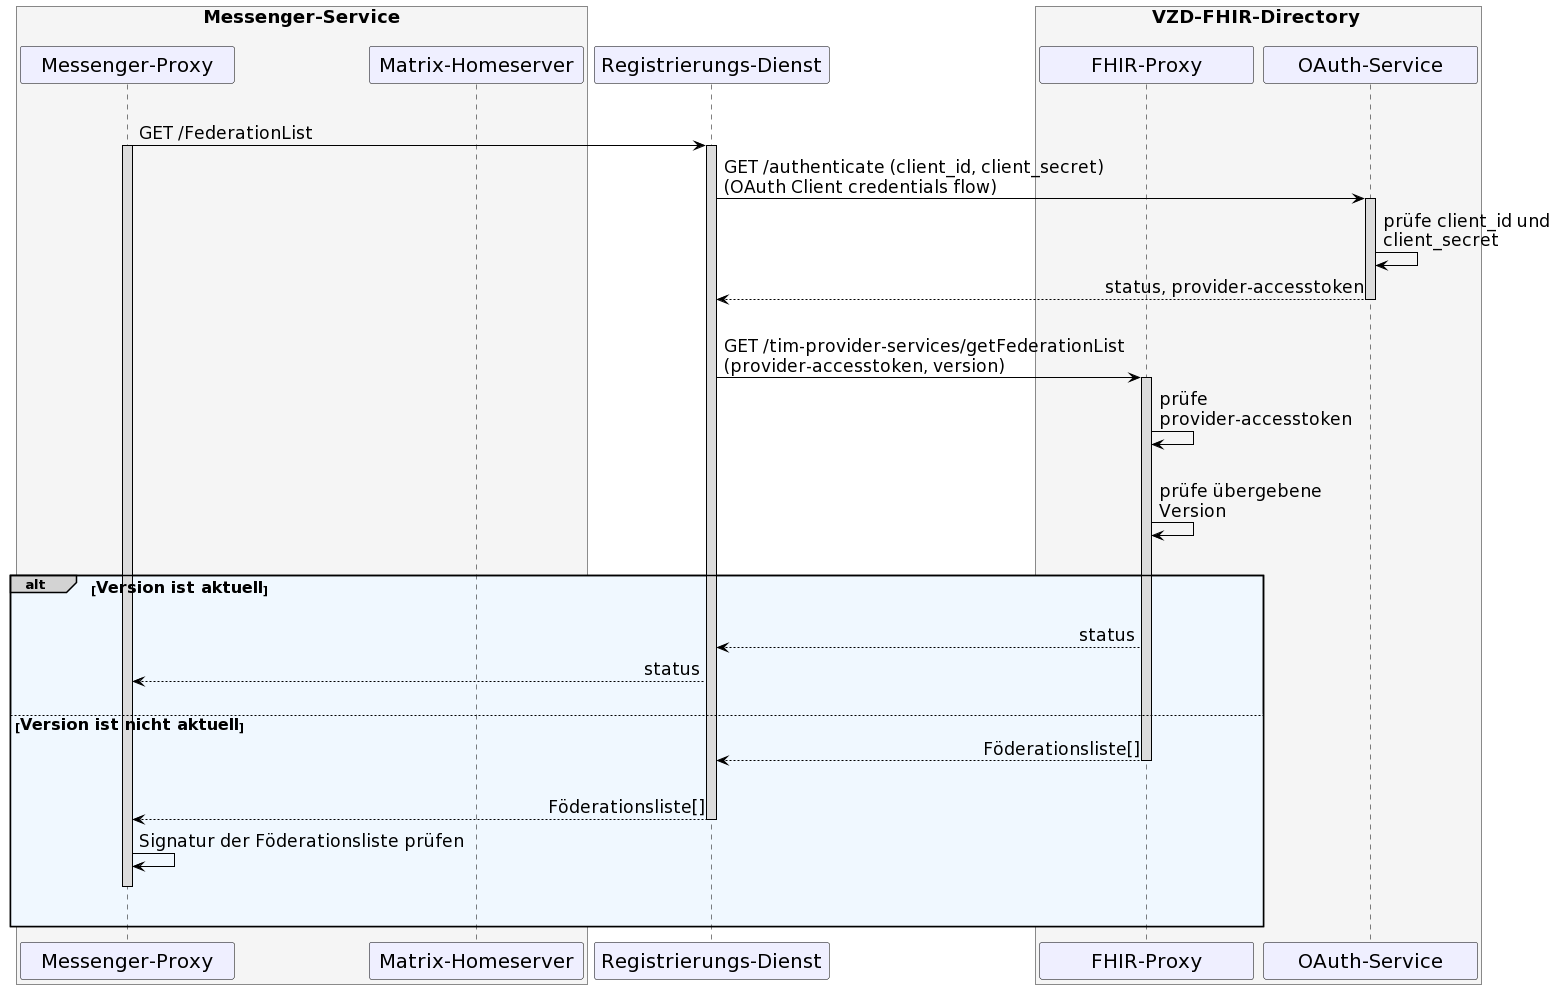 Messenger-Service
VZD-FHIR-Directory
Messenger-Proxy
Matrix-Homeserver
Registrierungs-Dienst
FHIR-Proxy
OAuth-Service
GET /FederationList
GET /authenticate (client_id, client_secret)
(OAuth Client credentials flow)
prüfe client_id und
client_secret
status, provider-accesstoken
GET /tim-provider-services/getFederationList
(provider-accesstoken, version)
prüfe
provider-accesstoken
prüfe übergebene
Version
alt
[Version ist aktuell]
status
status
[Version ist nicht aktuell]
Föderationsliste[]
Föderationsliste[]
Signatur der Föderationsliste prüfen
Messenger-Proxy
Matrix-Homeserver
Registrierungs-Dienst
FHIR-Proxy
OAuth-Service